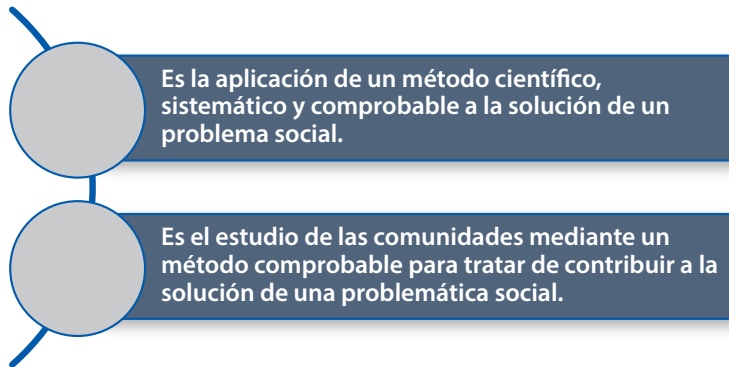 Es la aplicación de un método científico,
sistemático y comprobable a la solución de un
problema social.
Es el estudio de las comunidades mediante un
método comprobable para tratar de contribuir a la
solución de una problemática social.